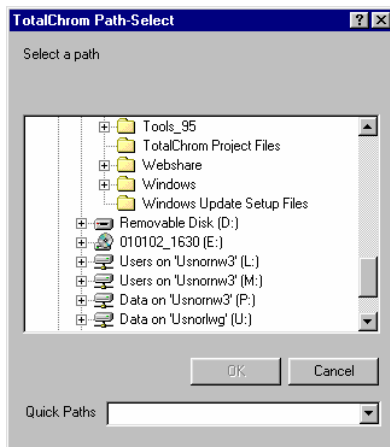 TotalChrom Path-Select
Select a path
Tools_95
TotalChrom Project Files
Webshare
Windows
Windows Update Setup Files
Removable Disk (D:)
010102_1630 (E:)
Users on 'Usnornw3' (L:)
Users on 'Usnornw3' (M:)
Data on 'Usnornw3' (P:)
Data on 'Usnorlwg' (U:)
OK Cancel
Quick Paths